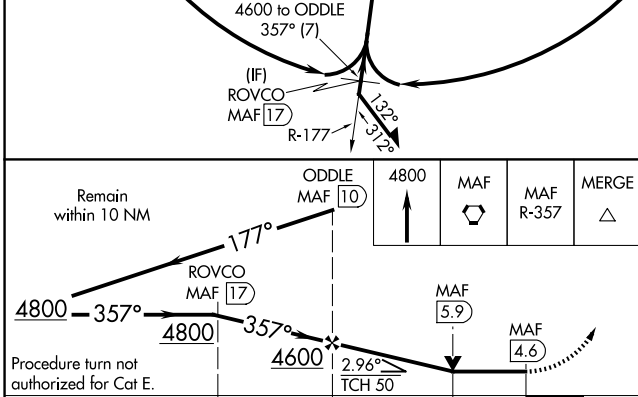 4600 to ODDLE
357° (7)
(IF)
ROVCO
MAF 17
R-177
132°
312°
Remain
within 10 NM
ODDLE
MAF 10
4800
MAF
MAF
R-357
MERGE
177°
ROVCO
MAF 17
4800
357°
4800
357°
4600
2.96°
TCH 50
MAF
5.9
MAF
4.6
Procedure turn not
authorized for Cat E.